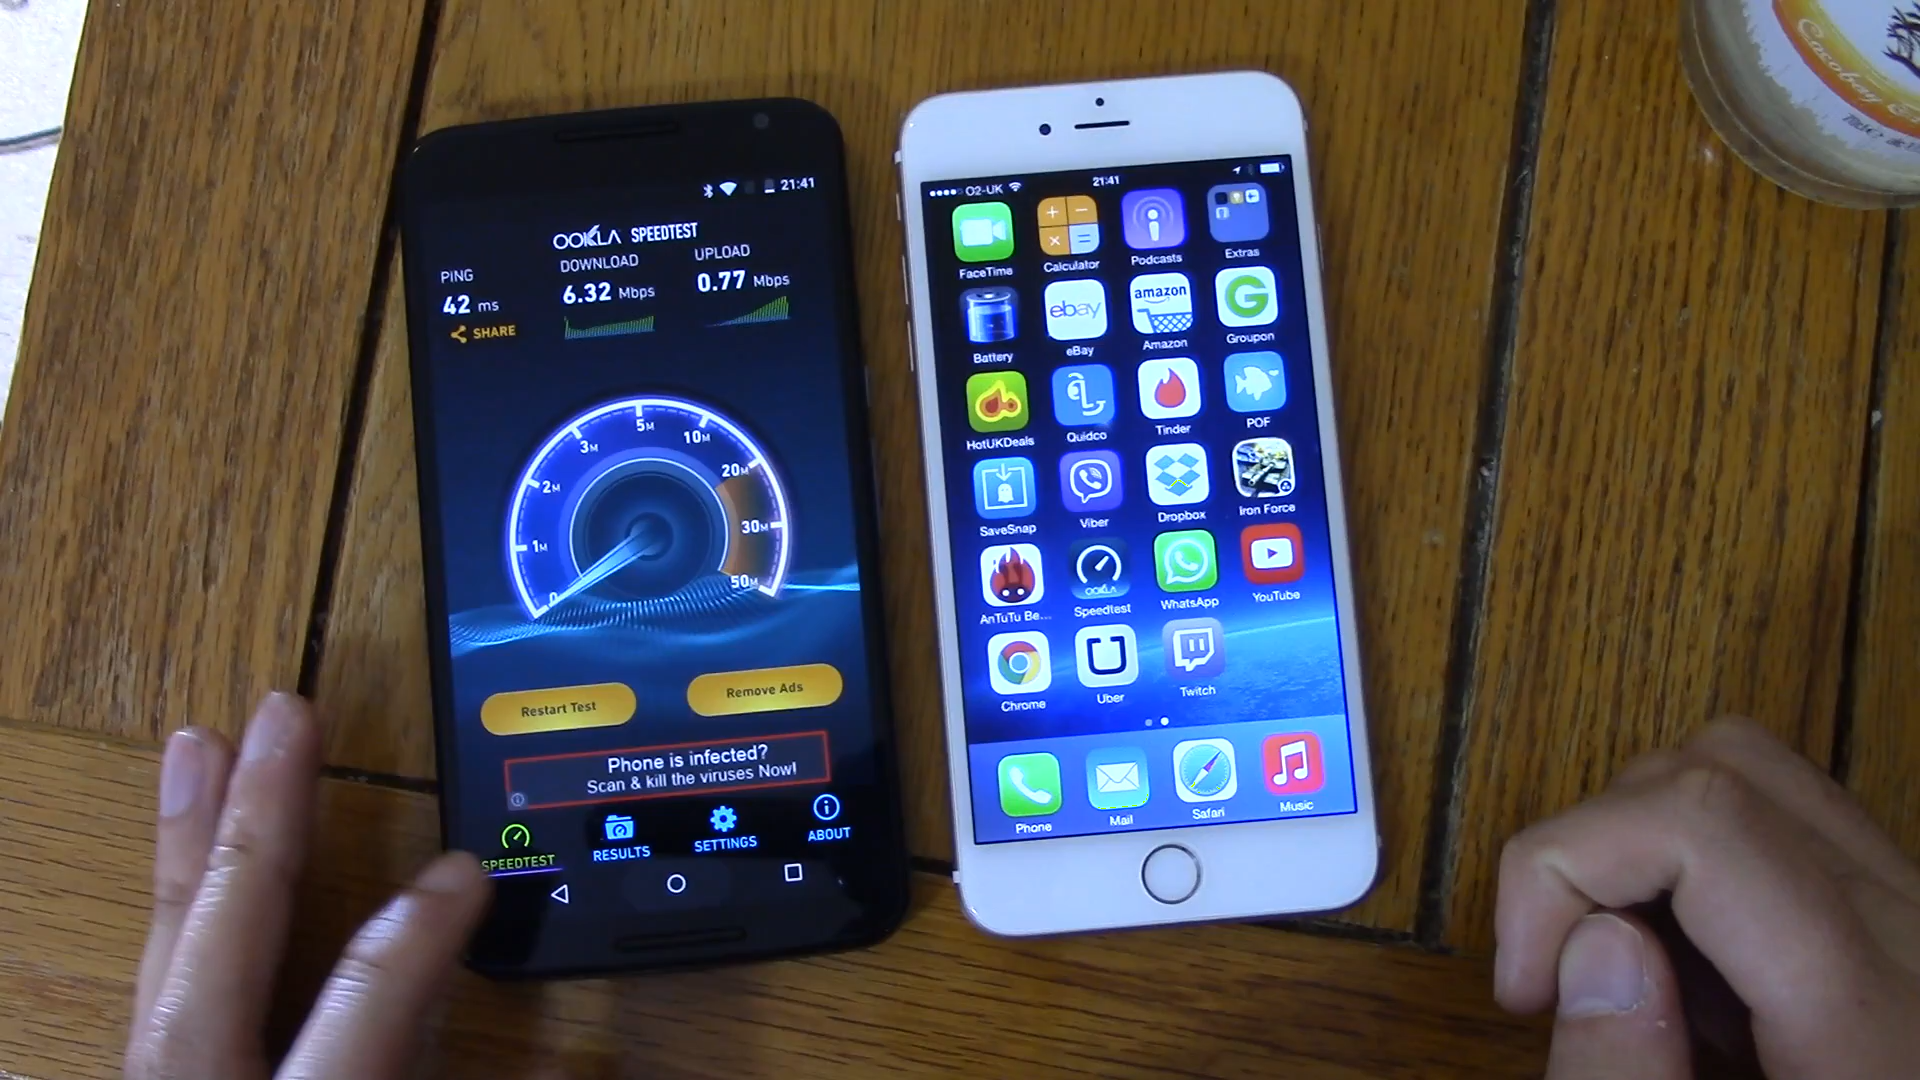 21:41
OOKLA SPEEDTEST
PING
42 ms
SHARE
DOWNLOAD
6.32 Mbps
UPLOAD
0.77 Mbps
0
1M
2M
3M
5M
10M
20M
30M
50M
Restart Test
Remove Ads
Phone is infected?
Scan & kill the viruses Now!
SPEEDTEST
RESULTS
SETTINGS
ABOUT
O2-UK
21:41
FaceTime
Calculator
Podcasts
Extras
ebay
amazon
G
Battery
eBay
Amazon
Groupon
HotUKDeals
Quidco
Tinder
POF
SaveSnap
Viber
Dropbox
Iron Force
OOKLA
AnTuTu Be...
Speedtest
WhatsApp
YouTube
Chrome
Uber
Twitch
Phone
Mail
Safari
Music
Cocobay